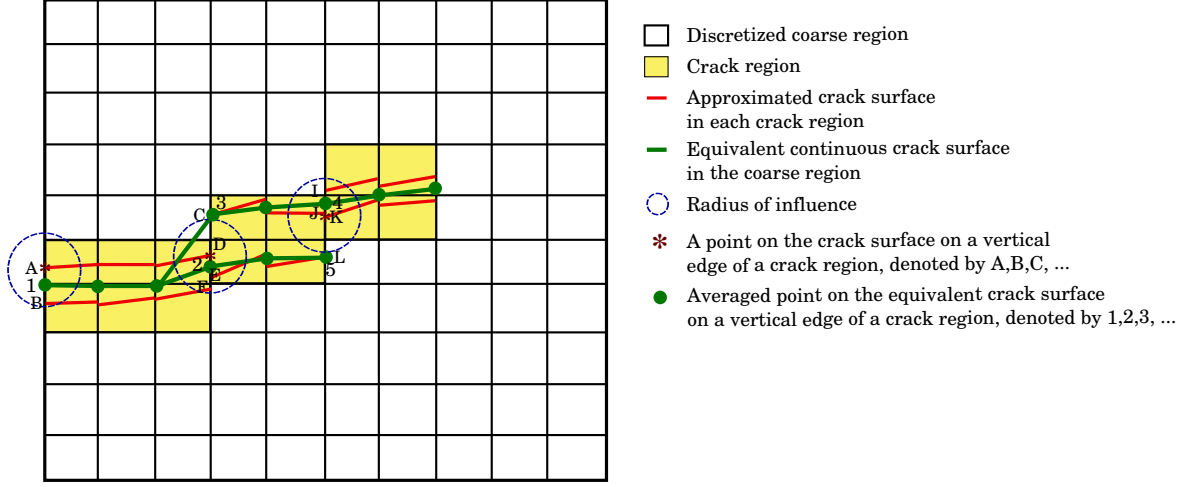 Discretized coarse region
Crack region
Approximated crack surface
in each crack region
Equivalent continuous crack surface
in the coarse region
Radius of influence
A point on the crack surface on a vertical
edge of a crack region, denoted by A,B,C, ...
Averaged point on the equivalent crack surface
on a vertical edge of a crack region, denoted by 1,2,3, ...
I
C 3 J 4 K
D
A 2 L
1 E 5
B F